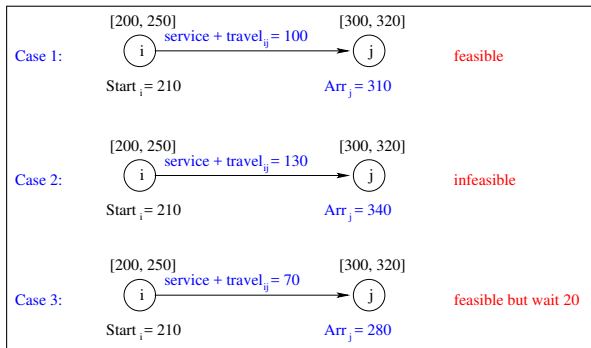 [200, 250] [300, 320]
service + travel_ij = 100
Case 1: i j feasible
Start_i = 210 Arr_j = 310
[200, 250] [300, 320]
service + travel_ij = 130
Case 2: i j infeasible
Start_i = 210 Arr_j = 340
[200, 250] [300, 320]
service + travel_ij = 70
Case 3: i j feasible but wait 20
Start_i = 210 Arr_j = 280